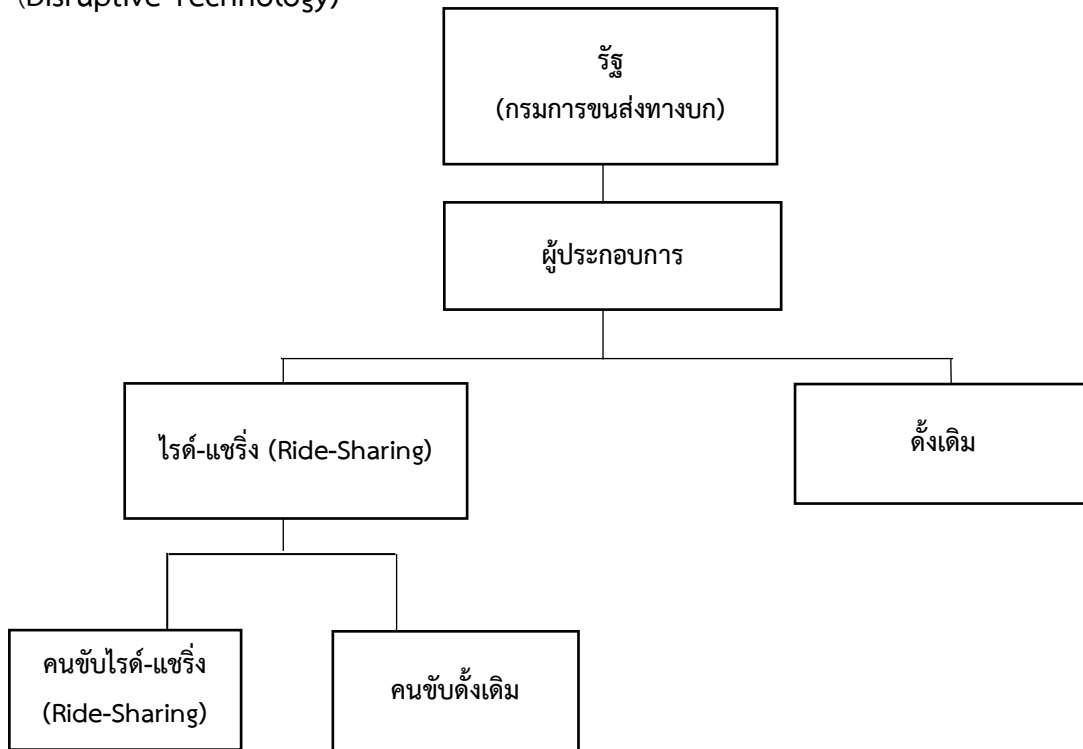 (Disruptive Technology)
รัฐ
(กรมการขนส่งทางบก)
ผู้ประกอบการ
ไรด์-แชริ่ง (Ride-Sharing)
ดั้งเดิม
คนขับไรด์-แชริ่ง
(Ride-Sharing)
คนขับดั้งเดิม